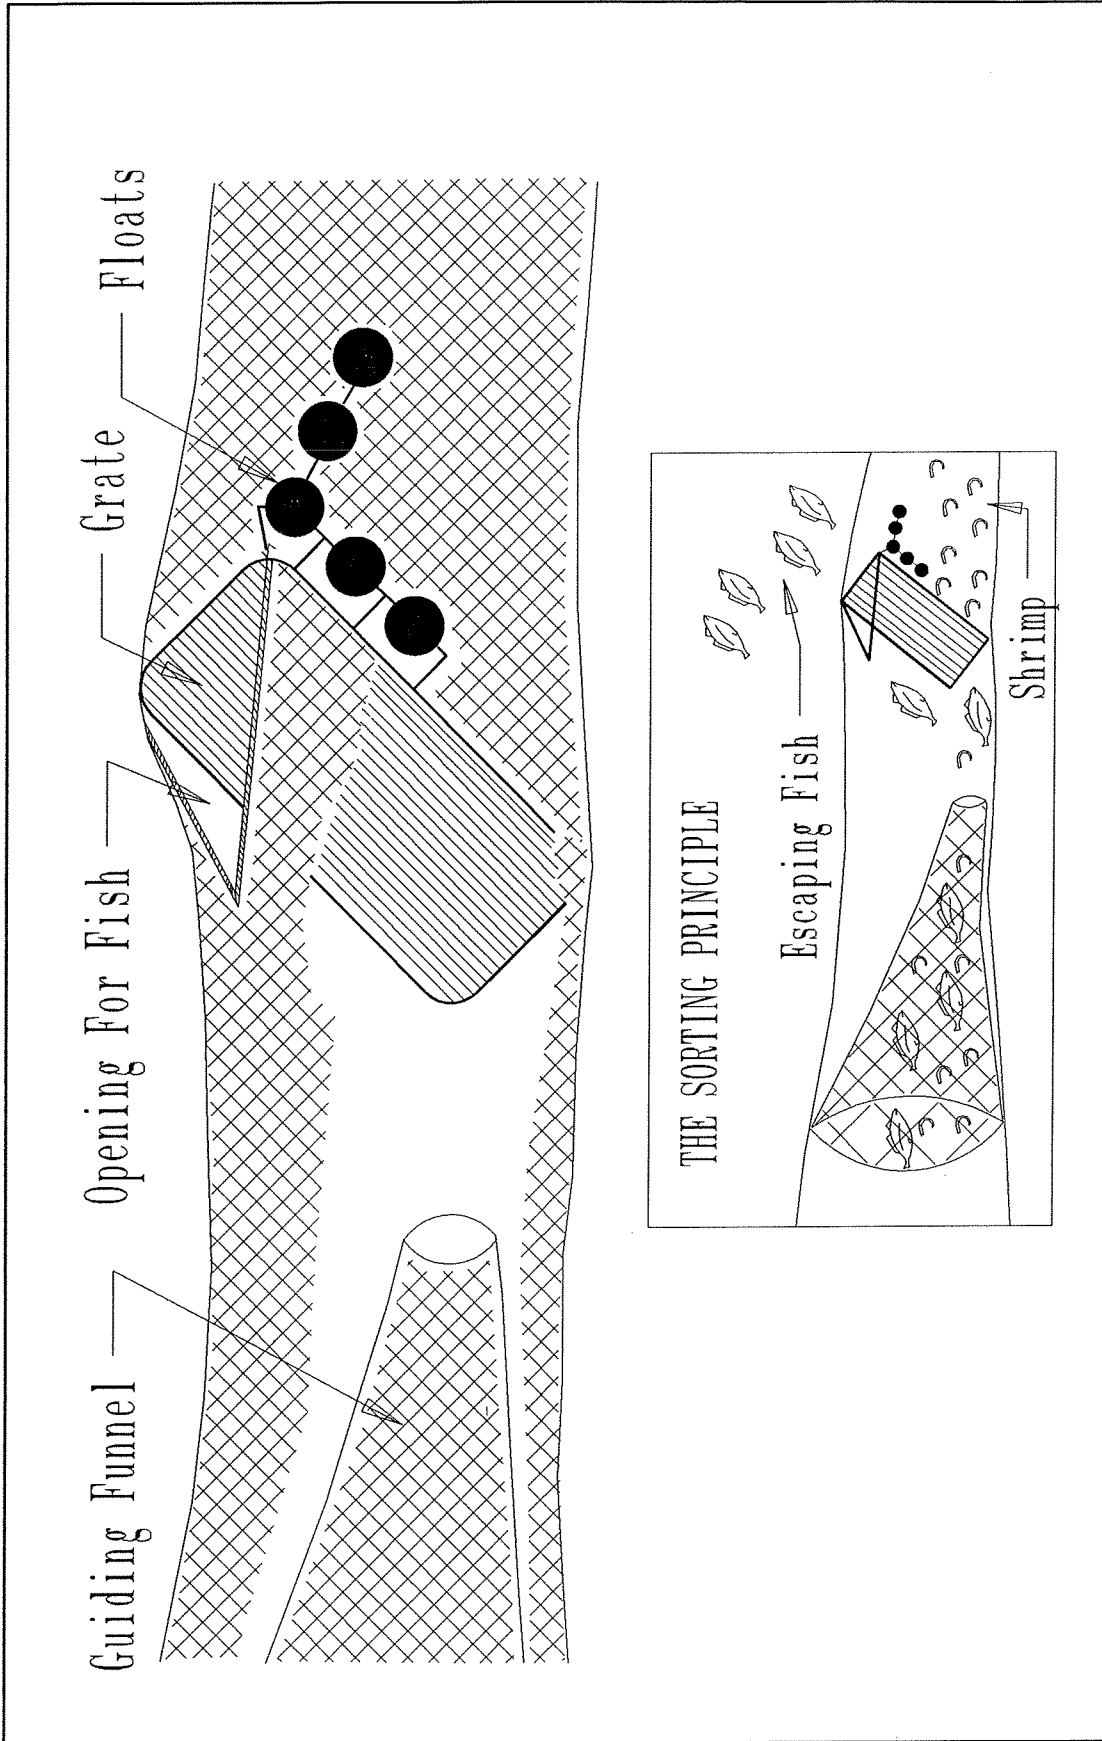 Guiding Funnel
Opening For Fish
Grate
Floats
THE SORTING PRINCIPLE
Escaping Fish
Shrimp